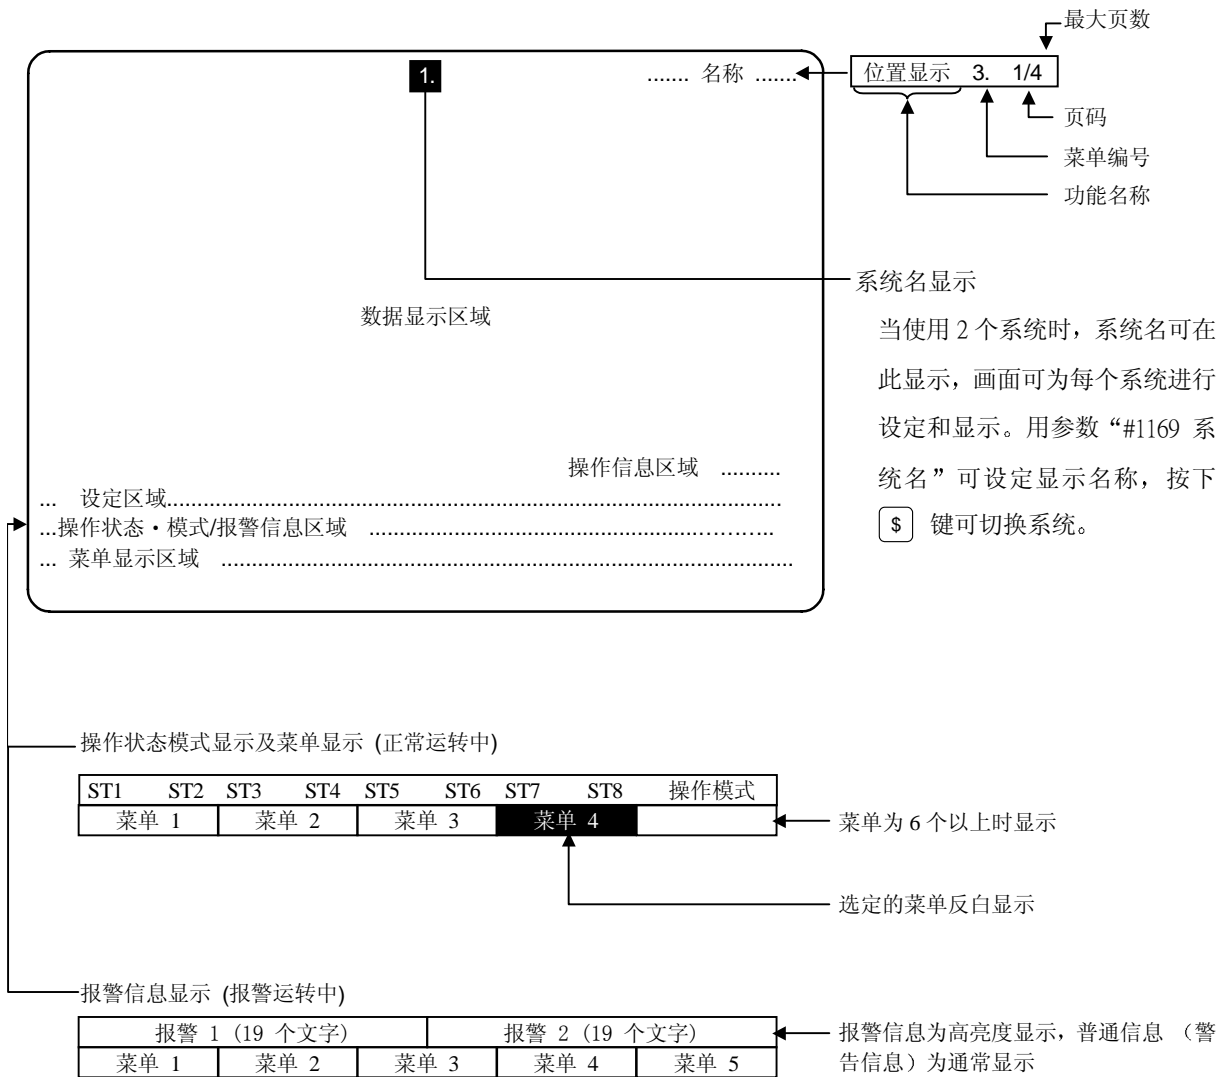 最大页数
1.
....... 名称 .......
位置显示 3. 1/4
页码
菜单编号
功能名称
系统名显示
数据显示区域
当使用 2 个系统时，系统名可在
此显示，画面可为每个系统进行
设定和显示。用参数“#1169 系
统名”可设定显示名称，按下
$ 键可切换系统。
操作信息区域 ..........
... 设定区域....................................................................................
...操作状态・模式/报警信息区域 ..........................................................
... 菜单显示区域 ..................................................................................
操作状态模式显示及菜单显示 (正常运转中)
ST1 ST2 ST3 ST4 ST5 ST6 ST7 ST8 操作模式
菜单 1 菜单 2 菜单 3 菜单 4
菜单为 6 个以上时显示
选定的菜单反白显示
报警信息显示 (报警运转中)
报警 1 (19 个文字) 报警 2 (19 个文字)
菜单 1 菜单 2 菜单 3 菜单 4 菜单 5
报警信息为高亮度显示，普通信息 （警
告信息）为通常显示